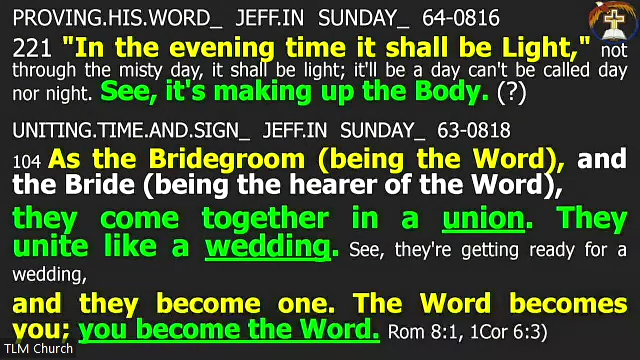 PROVING.HIS.WORD_ JEFF.IN SUNDAY_ 64-0816
221 "In the evening time it shall be Light," not
through the misty day, it shall be light; it'll be a day can't be called day
nor night. See, it's making up the Body. (?)
UNITING.TIME.AND.SIGN_ JEFF.IN SUNDAY_ 63-0818
104 As the Bridegroom (being the Word), and
the Bride (being the hearer of the Word),
they come together in a union. They
unite like a wedding. See, they're getting ready for a
wedding,
and they become one. The Word becomes
you; you become the Word. Rom 8:1, 1Cor 6:3)
TLM Church